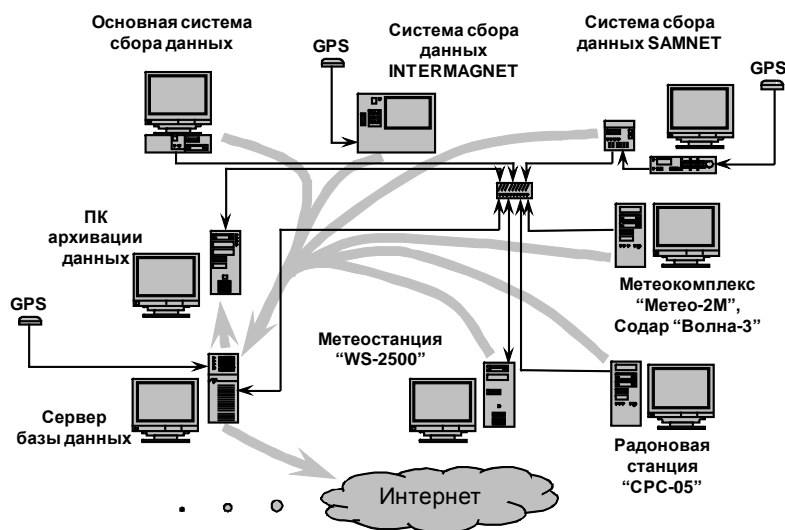 Основная система
сбора данных
GPS
Система сбора
данных
INTERMAGNET
Система сбора
данных SAMNET
GPS
ПК
архивации
данных
GPS
Метеокомплекс
“Метео-2М”,
Содар “Волна-3”
Метеостанция
“WS-2500”
Сервер
базы данных
Радоновая
станция
“СРС-05”
Интернет